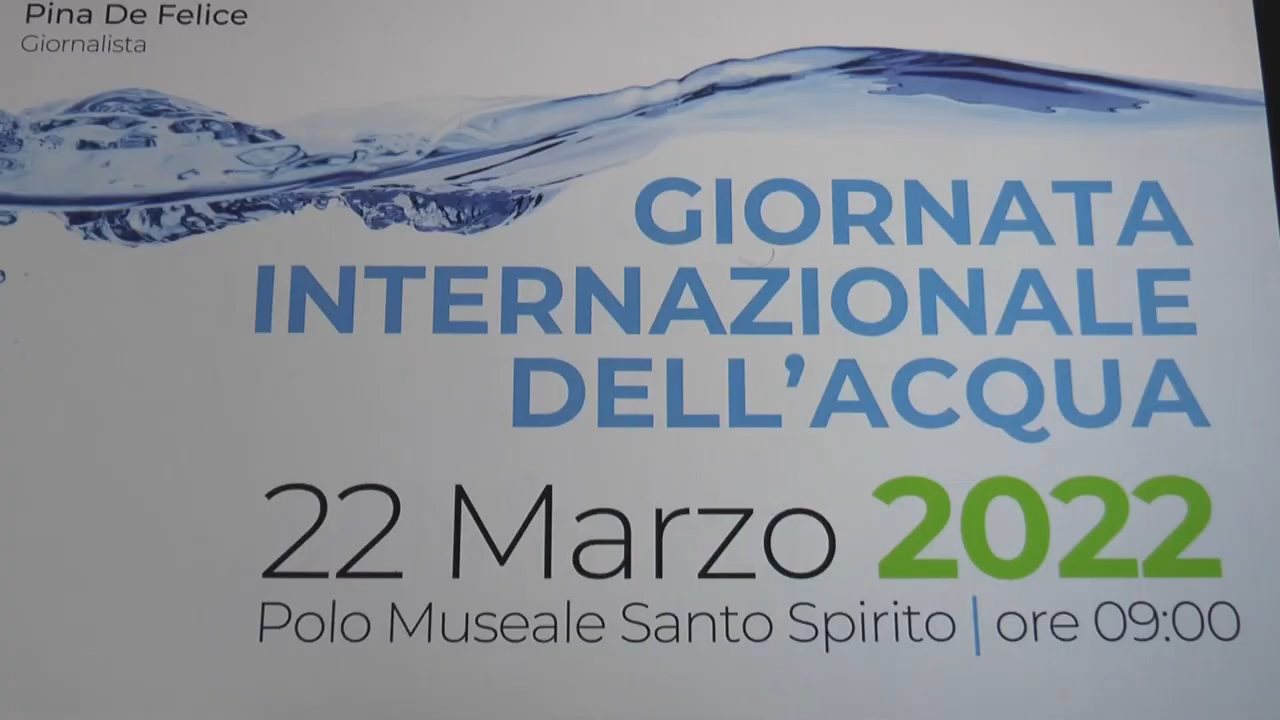 Pina De Felice
Giornalista
GIORNATA
INTERNAZIONALE
DELL'ACQUA
22 Marzo 2022
Polo Museale Santo Spirito | ore 09:00